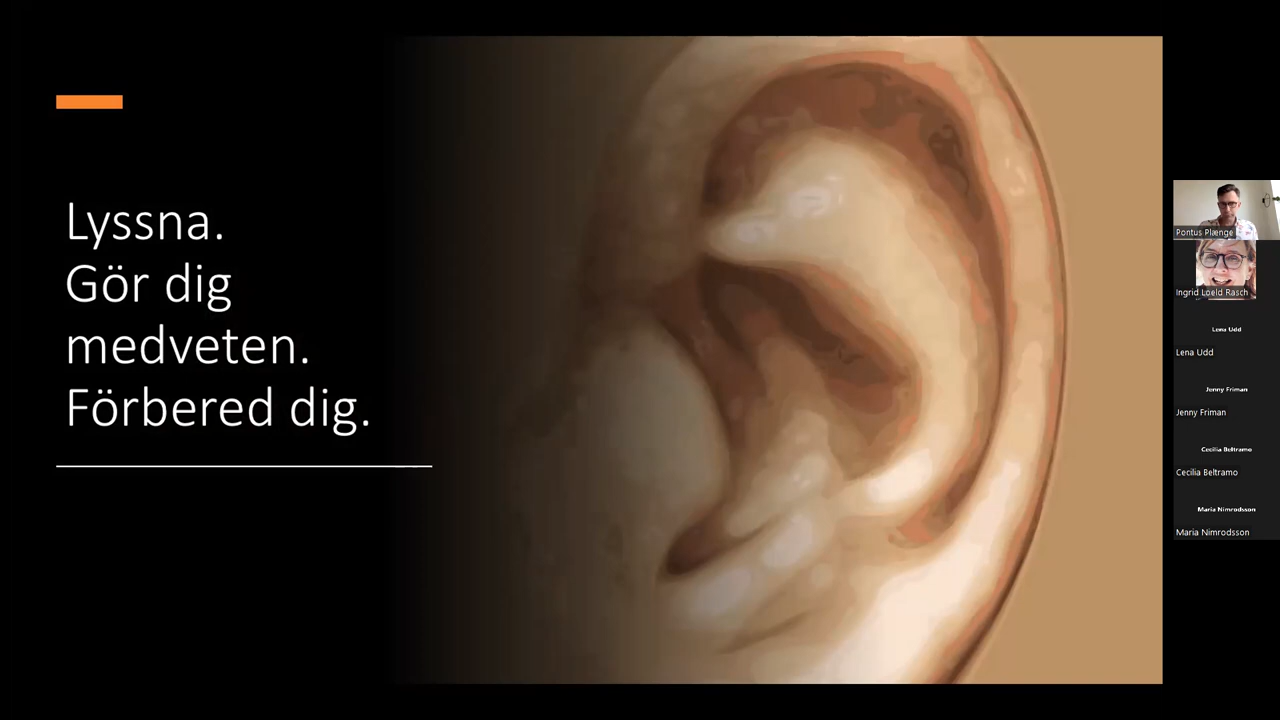 Lyssna.
Gör dig
medveten.
Förbered dig.
Pontus Plænge
Ingrid Loeld Rasch
Lena Udd
Lena Udd
Jenny Friman
Jenny Friman
Cecilia Beltramo
Cecilia Beltramo
Maria Nimrodsson
Maria Nimrodsson